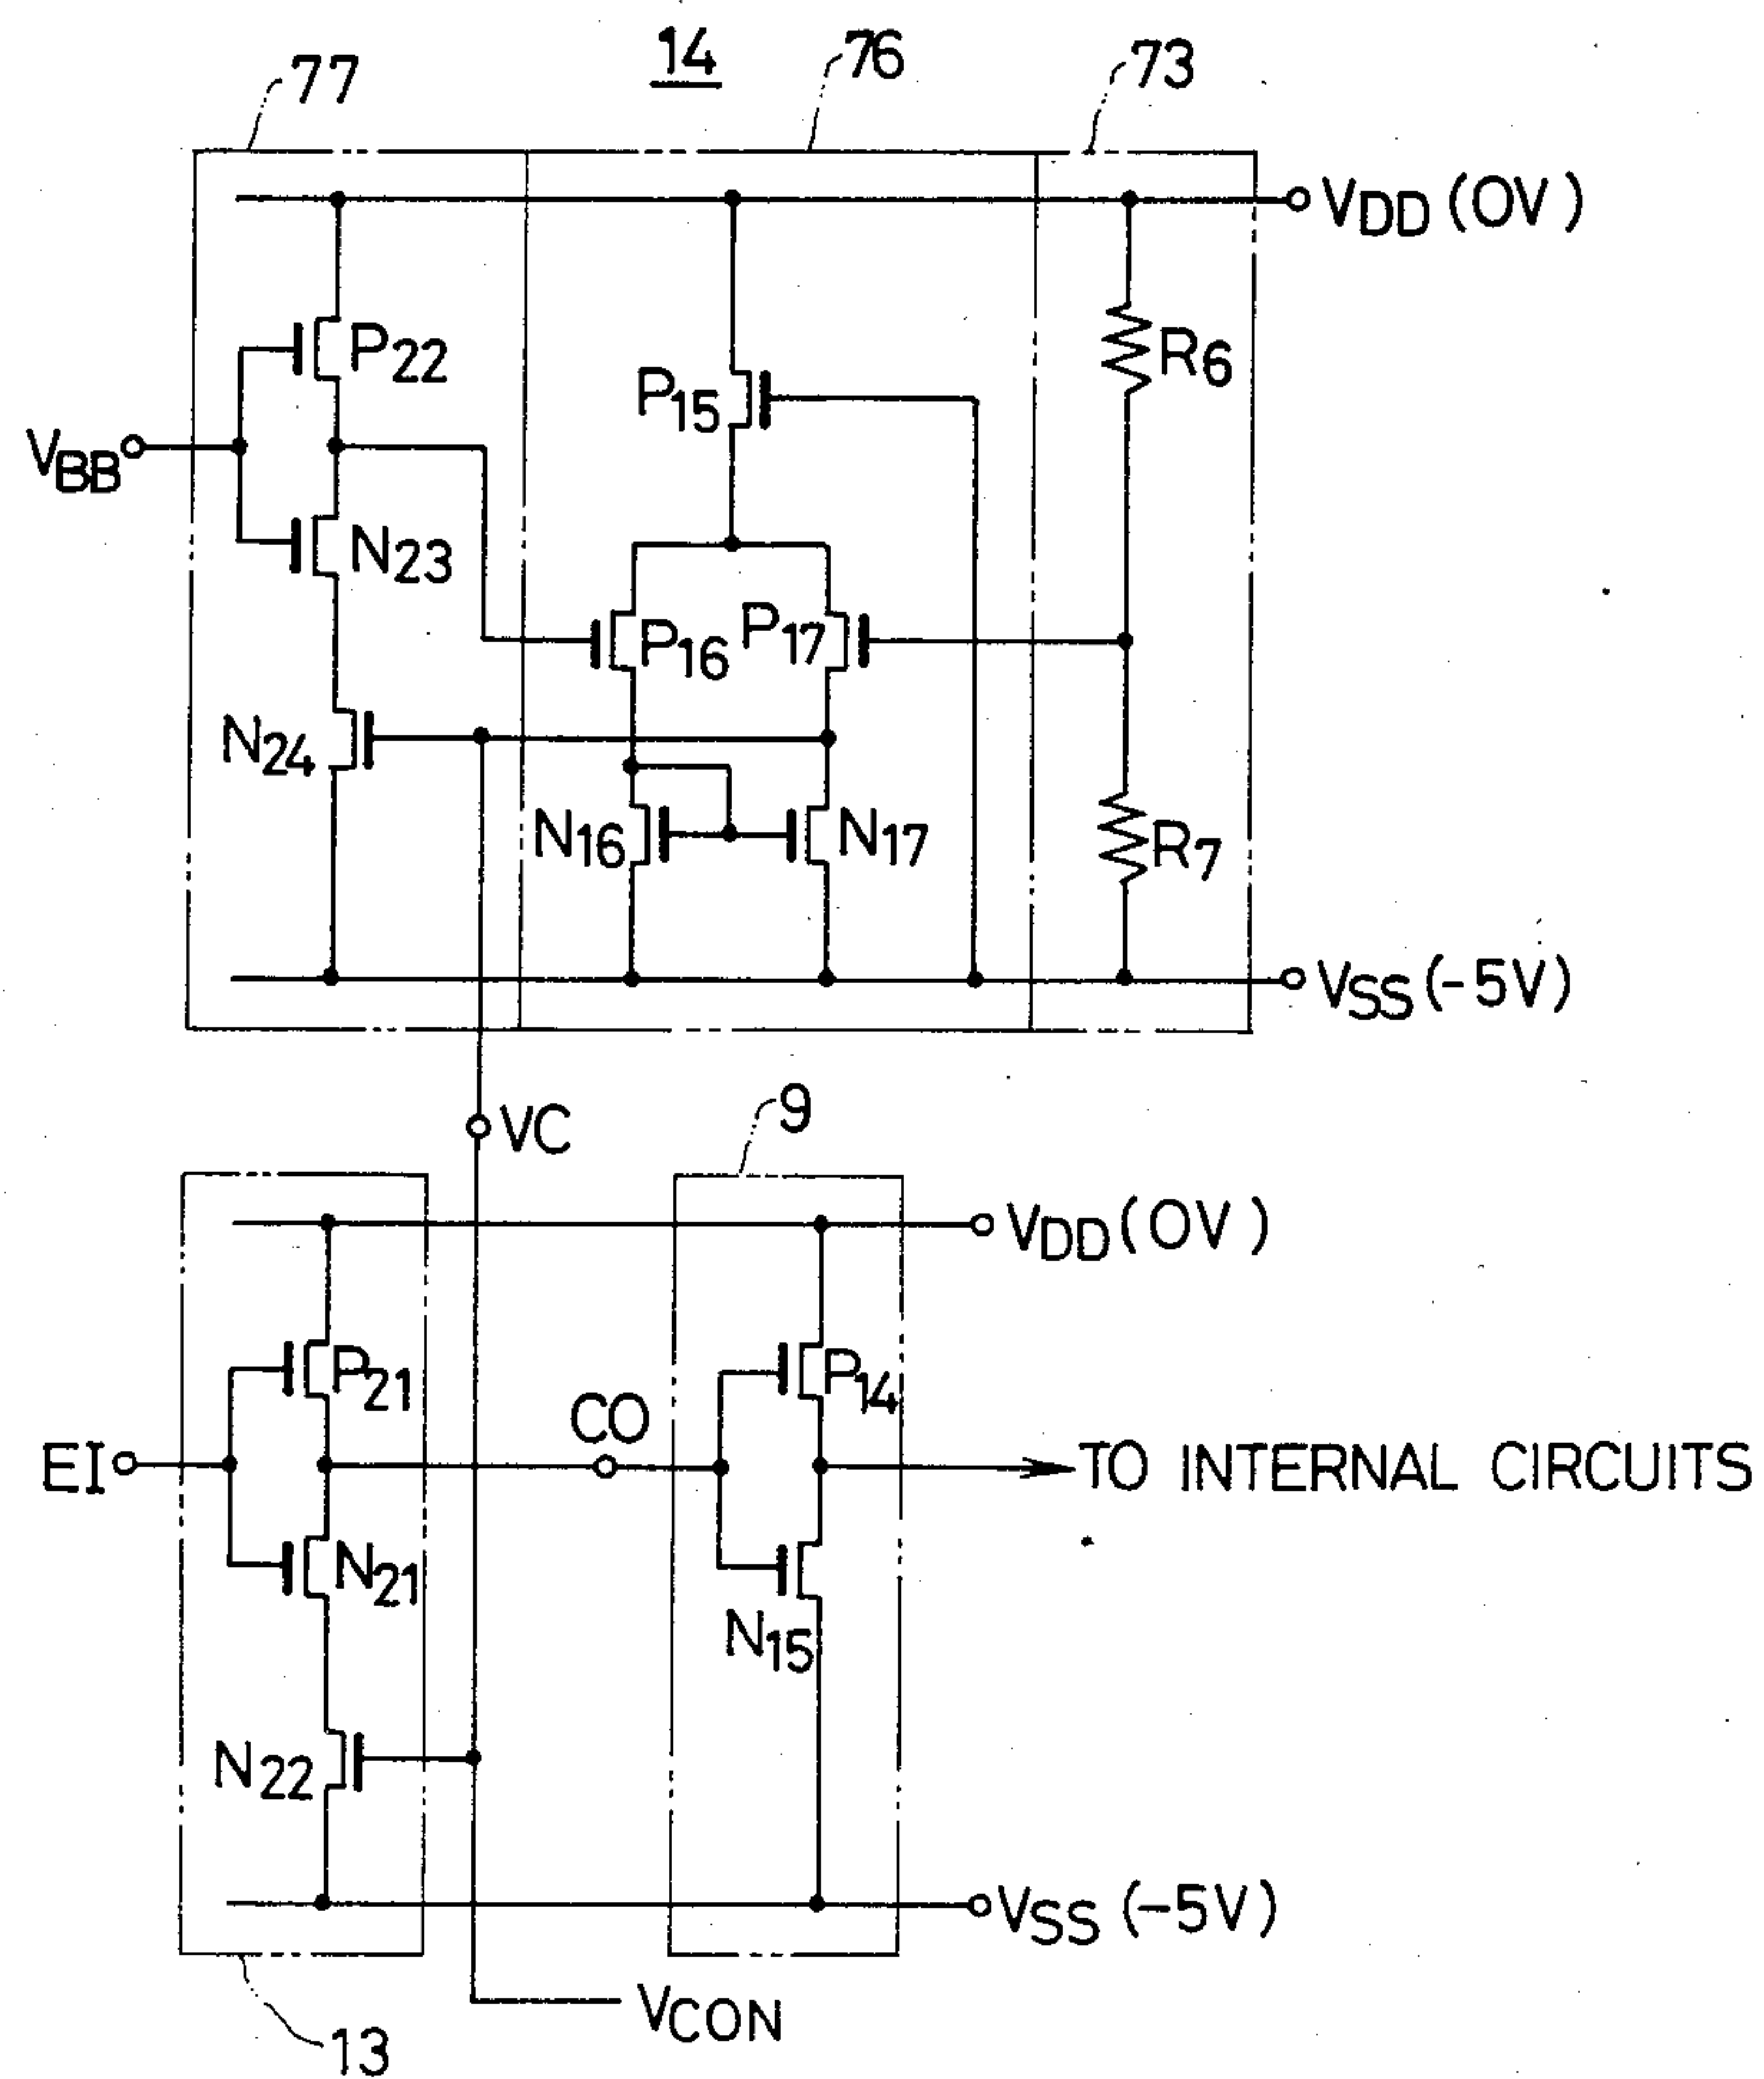 14
77
76
73
VDD (0V)
P22
P15
R6
VBB
N23
P16
P17
N24
N16
N17
R7
VSS (-5V)
VC
9
VDD (0V)
P21
P14
CO
EI
TO INTERNAL CIRCUITS
N21
N15
N22
VSS (-5V)
VCON
13